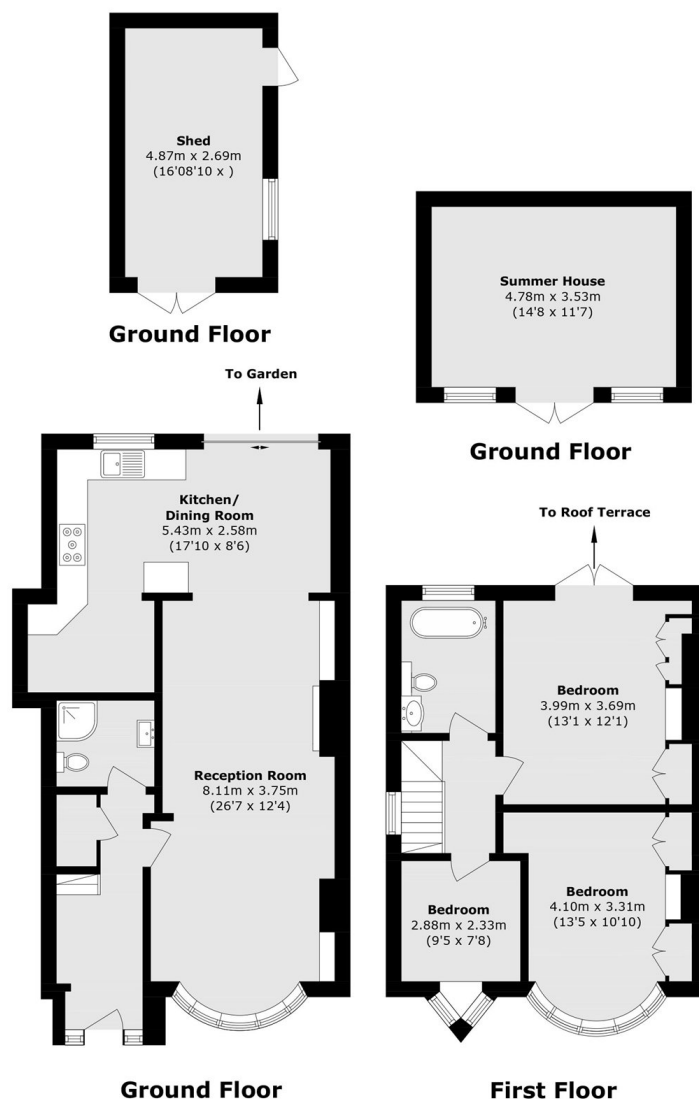 Shed
4.87m x 2.69m
(16'08'10 x )
Ground Floor
Summer House
4.78m x 3.53m
(14'8 x 11'7)
Ground Floor
To Garden
Kitchen/
Dining Room
5.43m x 2.58m
(17'10 x 8'6)
Reception Room
8.11m x 3.75m
(26'7 x 12'4)
Ground Floor
To Roof Terrace
Bedroom
3.99m x 3.69m
(13'1 x 12'1)
Bedroom
4.10m x 3.31m
(13'5 x 10'10)
Bedroom
2.88m x 2.33m
(9'5 x 7'8)
First Floor